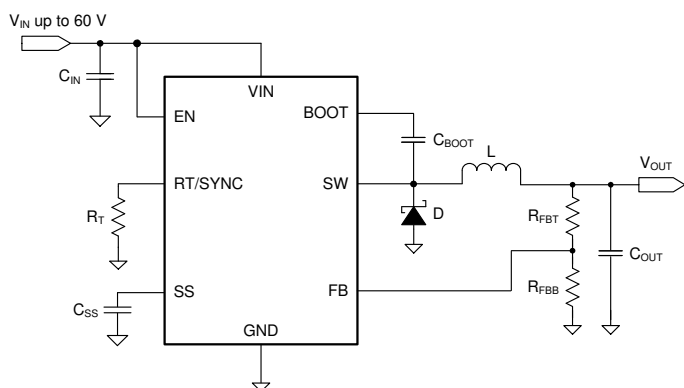 VIN up to 60 V
CIN
VIN
EN
BOOT
CBOOT
L
VOUT
RT/SYNC
SW
RT
D
RFBT
COUT
SS
CSS
FB
RFBB
GND